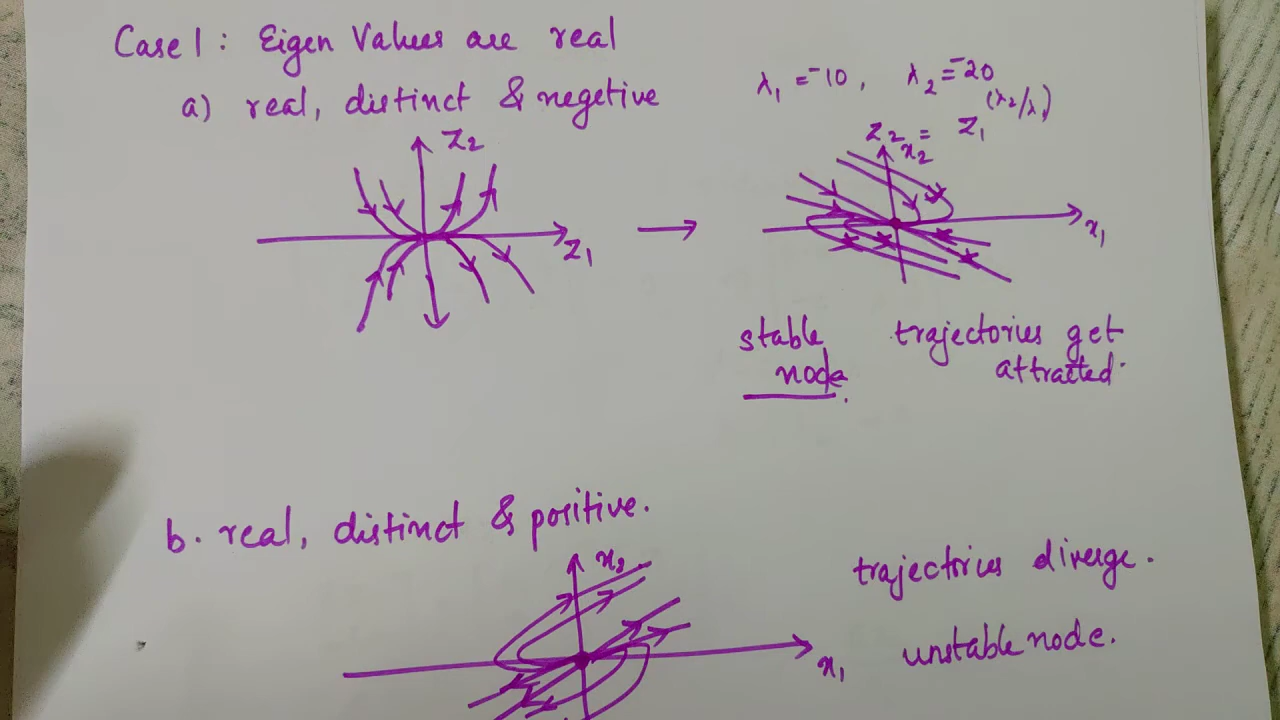 Case 1 : Eigen Values are real
a) real, distinct & negetive
λ₁ = -10, λ₂ = -20
Z₂ = Z₁^(λ₂/λ₁)
Z₂
x₂
Z₁
x₁
stable node.
trajectories get
attracted.
b. real, distinct & positive.
x₂
trajectories diverge.
x₁
unstable node.